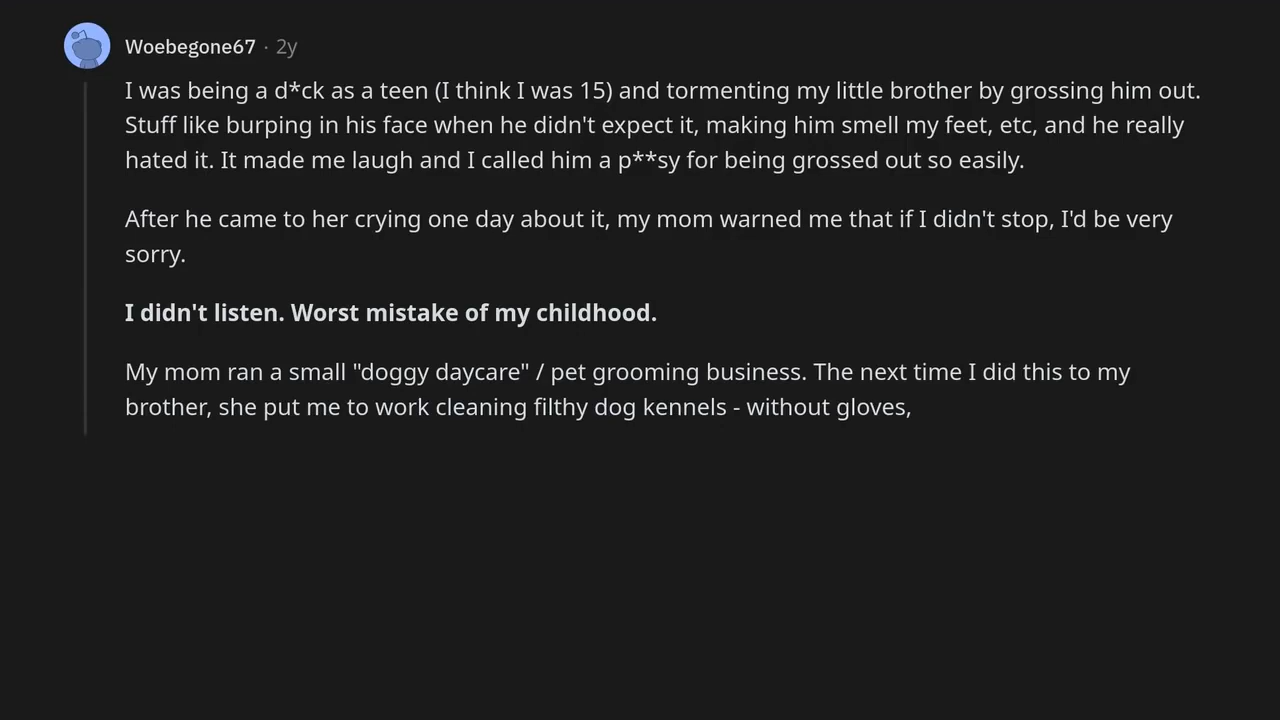 Woebegone67 · 2y
I was being a d*ck as a teen (I think I was 15) and tormenting my little brother by grossing him out.
Stuff like burping in his face when he didn't expect it, making him smell my feet, etc, and he really
hated it. It made me laugh and I called him a p**sy for being grossed out so easily.
After he came to her crying one day about it, my mom warned me that if I didn't stop, I'd be very
sorry.
I didn't listen. Worst mistake of my childhood.
My mom ran a small "doggy daycare" / pet grooming business. The next time I did this to my
brother, she put me to work cleaning filthy dog kennels - without gloves,